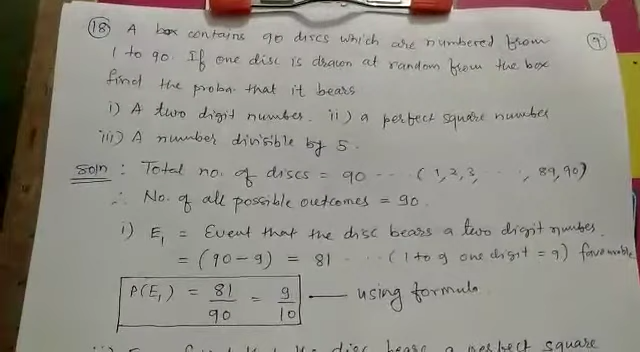 (18) A box contains 90 discs which are numbered from
1 to 90. If one disc is drawn at random from the box (9)
find the proba. that it bears
i) A two digit number. ii) a perfect square number
iii) A number divisible by 5.
Soln : Total no. of discs = 90 ... (1,2,3, ..., 89,90)
∴ No. of all possible outcomes = 90.
i) E₁ = Event that the disc bears a two digit number.
= (90-9) = 81 ... (1 to 9 one digit = 9) favourable
P(E₁) = 81/90 = 9/10 — using formula.
disc bears a perfect square